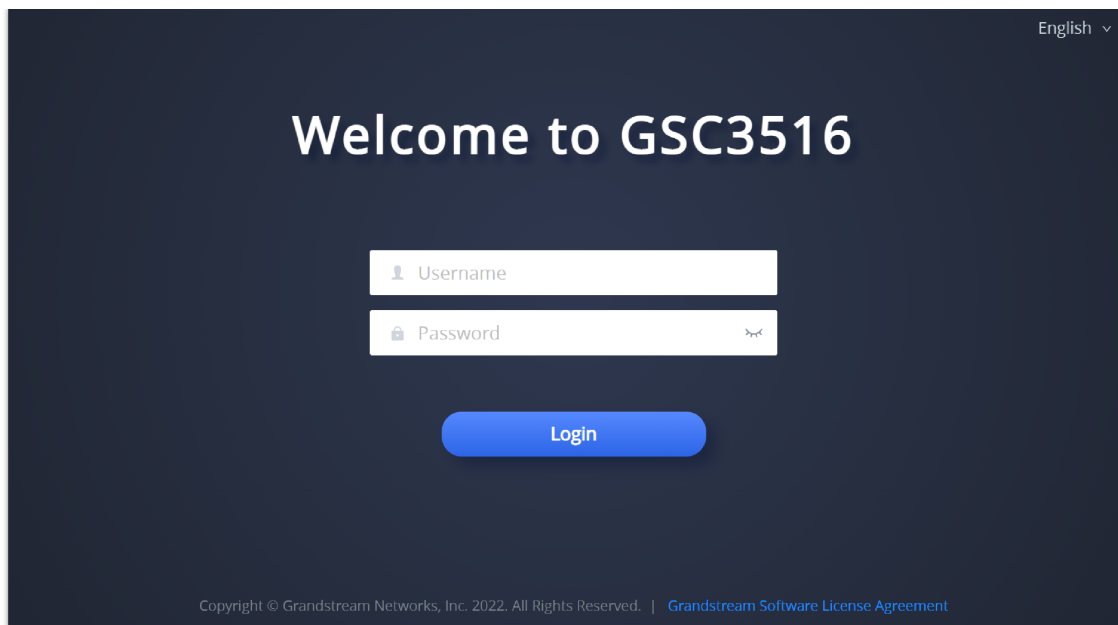 English
Welcome to GSC3516
Username
Password
Login
Copyright © Grandstream Networks, Inc. 2022. All Rights Reserved. | Grandstream Software License Agreement